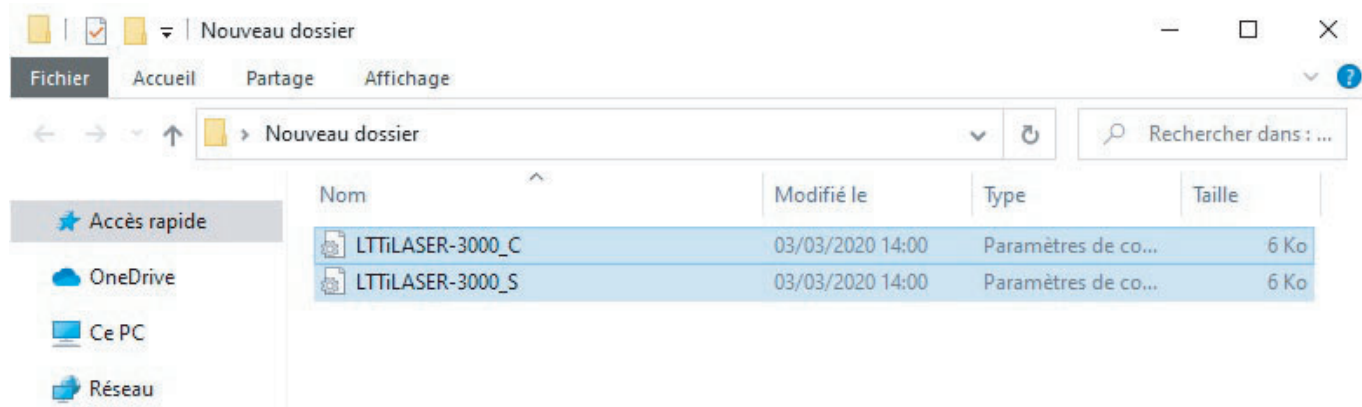 Nouveau dossier
Fichier Accueil Partage Affichage
Nouveau dossier Rechercher dans : ...
Nom Modifié le Type Taille
Accès rapide
LTTiLASER-3000_C 03/03/2020 14:00 Paramètres de co... 6 Ko
OneDrive
LTTiLASER-3000_S 03/03/2020 14:00 Paramètres de co... 6 Ko
Ce PC
Réseau